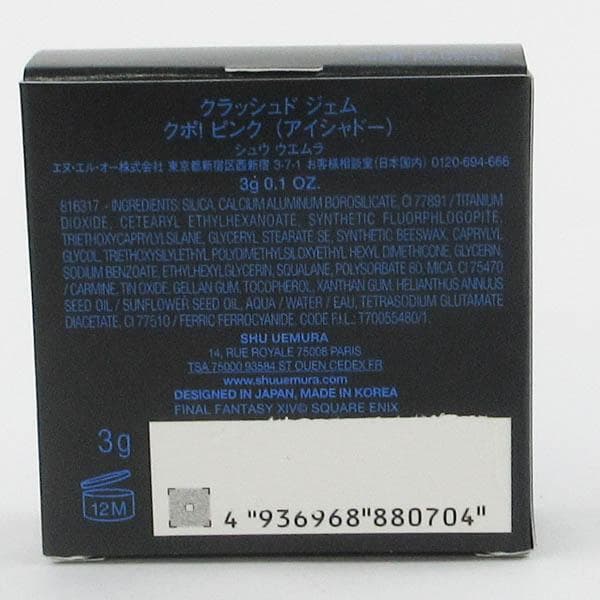 クラッシュド ジェム
クポ! ピンク (アイシャドー)
シュウ ウエムラ
エヌ・エル・オー株式会社 東京都新宿区西新宿 3-7-1 お客様相談室(日本国内) 0120-694-666
3g 0.1 OZ.
816317 - INGREDIENTS: SILICA, CALCIUM ALUMINUM BOROSILICATE, CI 77891 / TITANIUM
DIOXIDE, CETEARYL ETHYLHEXANOATE, SYNTHETIC FLUORPHLOGOPITE,
TRIETHOXYCAPRYLYLSILANE, GLYCERYL STEARATE SE, SYNTHETIC BEESWAX, CAPRYLYL
GLYCOL, TRIETHOXYSILYLETHYL POLYDIMETHYLSILOXYETHYL HEXYL DIMETHICONE, GLYCERIN,
SODIUM BENZOATE, ETHYLHEXYLGLYCERIN, SQUALANE, POLYSORBATE 80, MICA, CI 75470
/ CARMINE, TIN OXIDE, GELLAN GUM, TOCOPHEROL, XANTHAN GUM, HELIANTHUS ANNUUS
SEED OIL / SUNFLOWER SEED OIL, AQUA / WATER / EAU, TETRASODIUM GLUTAMATE
DIACETATE, CI 77510 / FERRIC FERROCYANIDE. CODE F.I.L.: T70055480/1.
SHU UEMURA
14, RUE ROYALE 75008 PARIS
TSA 75000 93584 ST OUEN CEDEX FR
www.shuuemura.com
DESIGNED IN JAPAN, MADE IN KOREA
FINAL FANTASY XIV© SQUARE ENIX
3g
12M
4 "936968"880704"